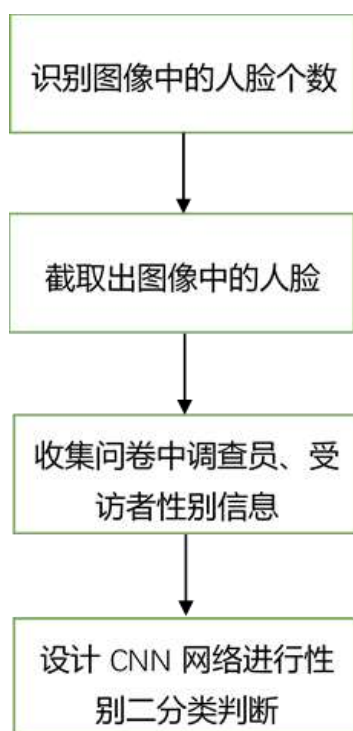 识别图像中的人脸个数
截取出图像中的人脸
收集问卷中调查员、受
访者性别信息
设计 CNN 网络进行性
别二分类判断